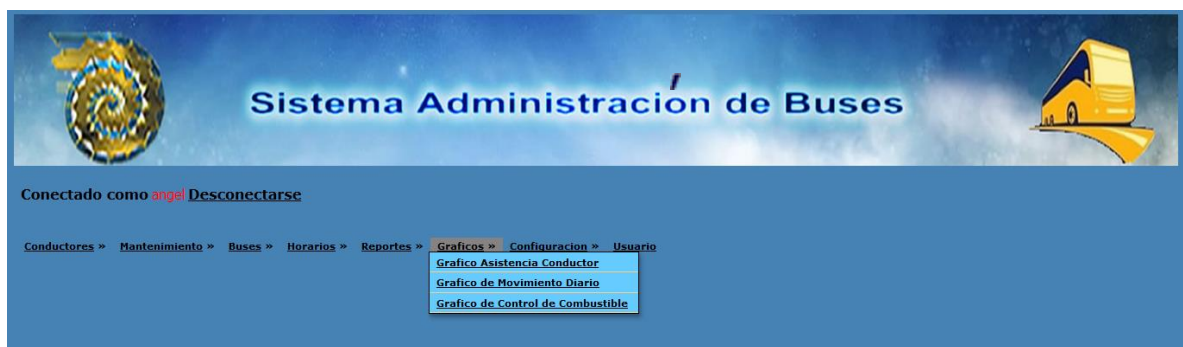 Sistema Administración de Buses
Conectado como angel Desconectarse
Conductores » Mantenimiento » Buses » Horarios » Reportes » Graficos » Configuracion » Usuario
Grafico Asistencia Conductor
Grafico de Movimiento Diario
Grafico de Control de Combustible